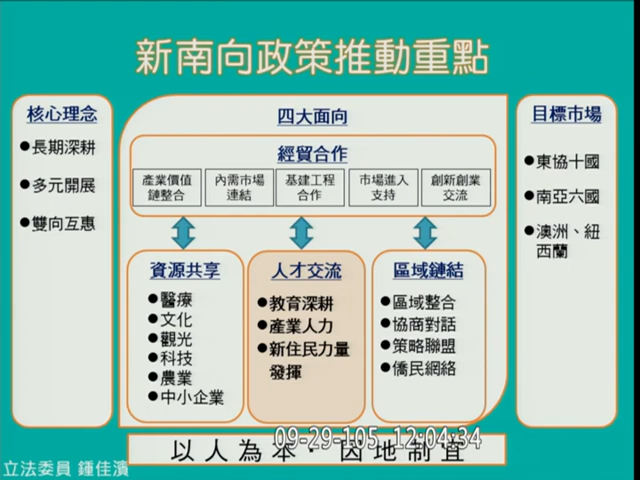 新南向政策推動重點
核心理念
●長期深耕
●多元開展
●雙向互惠
四大面向
經貿合作
產業價值
鏈整合
內需市場
連結
基建工程
合作
市場進入
支持
創新創業
交流
資源共享
●醫療
●文化
●觀光
●科技
●農業
●中小企業
人才交流
●教育深耕
●產業人力
●新住民力量
發揮
區域鏈結
●區域整合
●協商對話
●策略聯盟
●僑民網絡
目標市場
●東協十國
●南亞六國
●澳洲、紐
西蘭
以人為本·因地制宜
09-29-105 12:04:34
立法委員 鍾佳濱